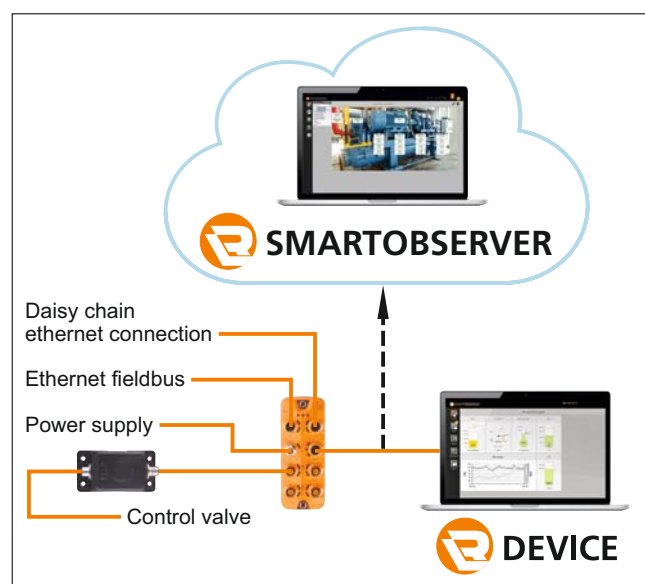 SMARTOBSERVER
Daisy chain
ethernet connection
Ethernet fieldbus
Power supply
Control valve
DEVICE